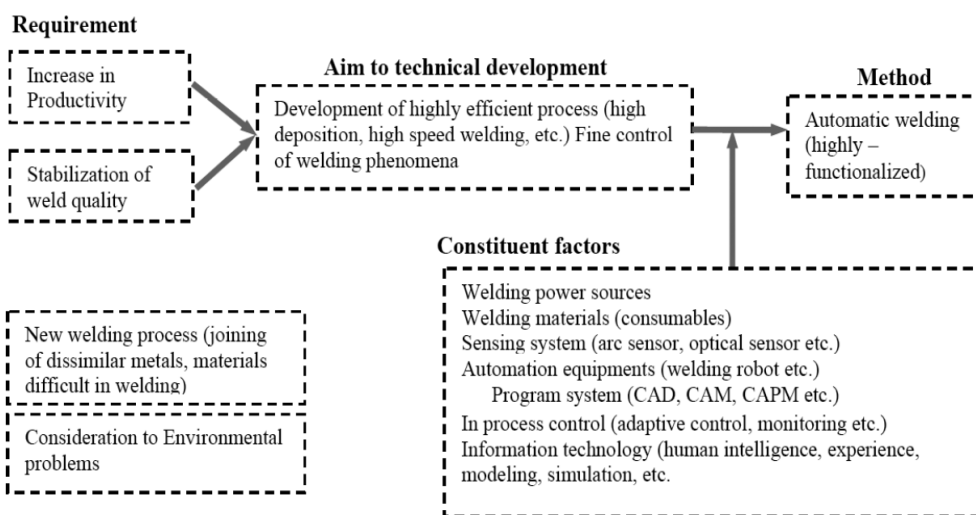 Requirement
Increase in
Productivity
Stabilization of
weld quality
Aim to technical development
Development of highly efficient process (high
deposition, high speed welding, etc.) Fine control
of welding phenomena
Method
Automatic welding
(highly –
functionalized)
Constituent factors
Welding power sources
Welding materials (consumables)
Sensing system (arc sensor, optical sensor etc.)
Automation equipments (welding robot etc.)
Program system (CAD, CAM, CAPM etc.)
In process control (adaptive control, monitoring etc.)
Information technology (human intelligence, experience,
modeling, simulation, etc.
New welding process (joining
of dissimilar metals, materials
difficult in welding)
Consideration to Environmental
problems